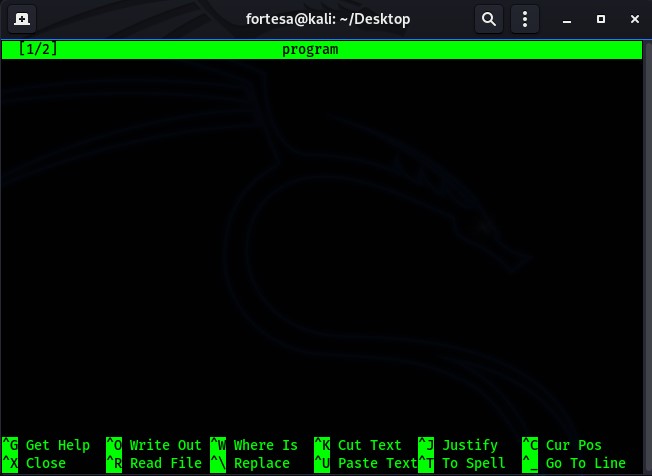 fortesa@kali: ~/Desktop
[1/2] program
^G Get Help ^O Write Out ^W Where Is ^K Cut Text ^J Justify ^C Cur Pos
^X Close ^R Read File ^\ Replace ^U Paste Text ^T To Spell ^_ Go To Line